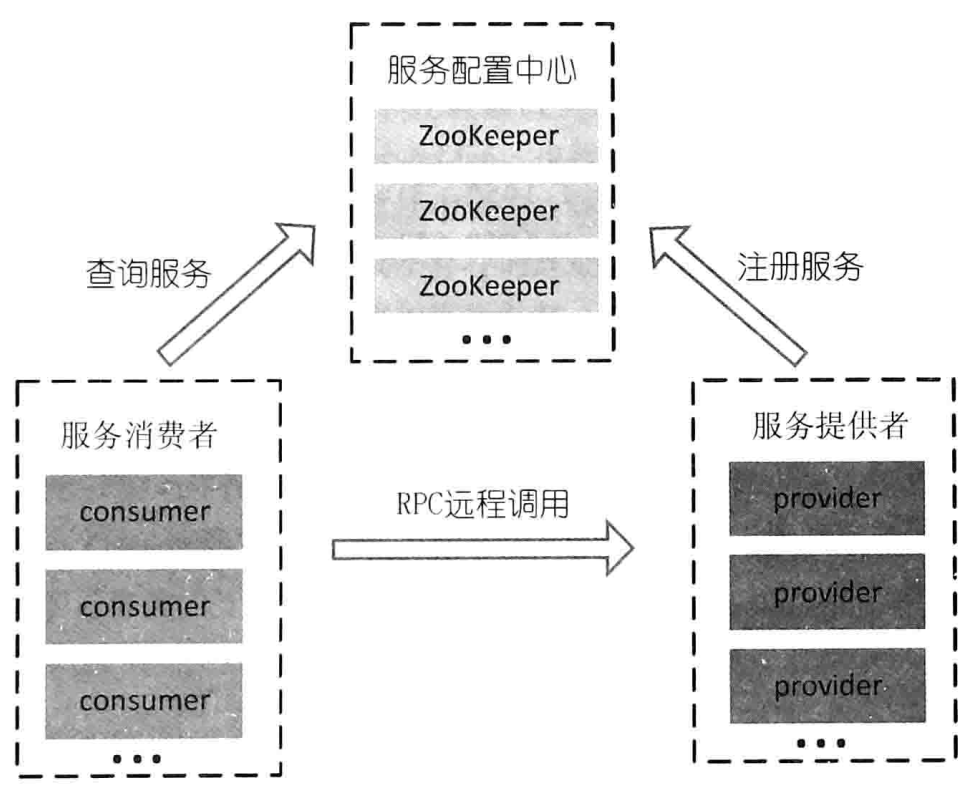 服务配置中心
ZooKeeper
ZooKeeper
ZooKeeper
...
查询服务
注册服务
服务消费者
consumer
consumer
consumer
...
RPC远程调用
服务提供者
provider
provider
provider
...